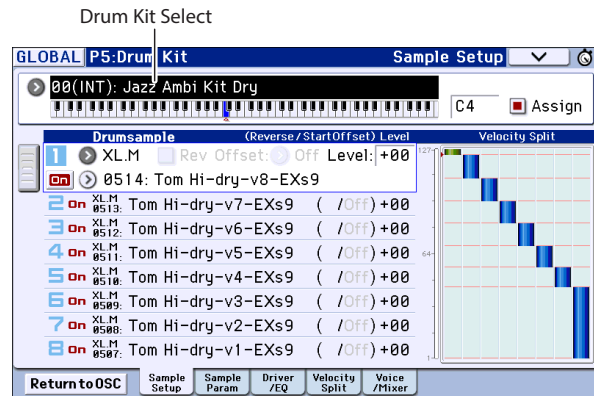 Drum Kit Select
GLOBAL P5:Drum Kit Sample Setup
00(INT): Jazz Ambi Kit Dry
C4 Assign
Drumsample (Reverse/StartOffset) Level Velocity Split
1 XL.M Rev Offset: Off Level: +00 127
On 0514: Tom Hi-dry-v8-EXs9
2 On XL.M 0513: Tom Hi-dry-v7-EXs9 ( /Off) +00
3 On XL.M 0512: Tom Hi-dry-v6-EXs9 ( /Off) +00
4 On XL.M 0511: Tom Hi-dry-v5-EXs9 ( /Off) +00 64
5 On XL.M 0510: Tom Hi-dry-v4-EXs9 ( /Off) +00
6 On XL.M 0509: Tom Hi-dry-v3-EXs9 ( /Off) +00
7 On XL.M 0508: Tom Hi-dry-v2-EXs9 ( /Off) +00
8 On XL.M 0507: Tom Hi-dry-v1-EXs9 ( /Off) +00 1
Return to OSC Sample Setup Sample Param Driver /EQ Velocity Split Voice /Mixer